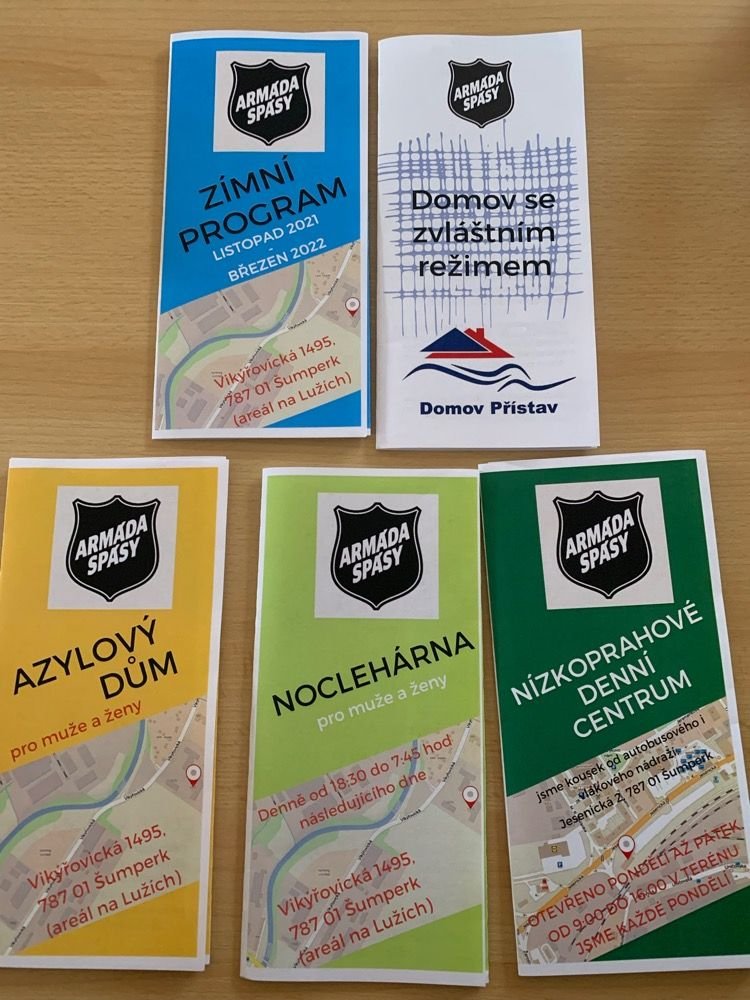 ARMÁDA
SPÁSY
ZÍMNÍ
PROGRAM
LISTOPAD 2021
-
BŘEZEN 2022
Vikýřovická 1495,
787 01 Šumperk
(areál na Lužích)
ARMÁDA
SPÁSY
Domov se
zvláštním
režimem
Domov Přístav
ARMÁDA
SPÁSY
AZYLOVÝ
DŮM
pro muže a ženy
Vikýřovická 1495,
787 01 Šumperk
(areál na Lužích)
ARMÁDA
SPÁSY
NOCLEHÁRNA
pro muže a ženy
Denně od 18:30 do 7:45 hod
následujícího dne
Vikýřovická 1495,
787 01 Šumperk
(areál na Lužích)
ARMÁDA
SPÁSY
NÍZKOPRAHOVÉ
DENNÍ
CENTRUM
jsme kousek od autobusového i
vlakového nádraží
Jesenická 2, 787 01 Šumperk
OTEVŘENO PONDĚLÍ AŽ PÁTEK
OD 9:00 DO 16:00 V TERÉNU
JSME KAŽDÉ PONDĚLÍ